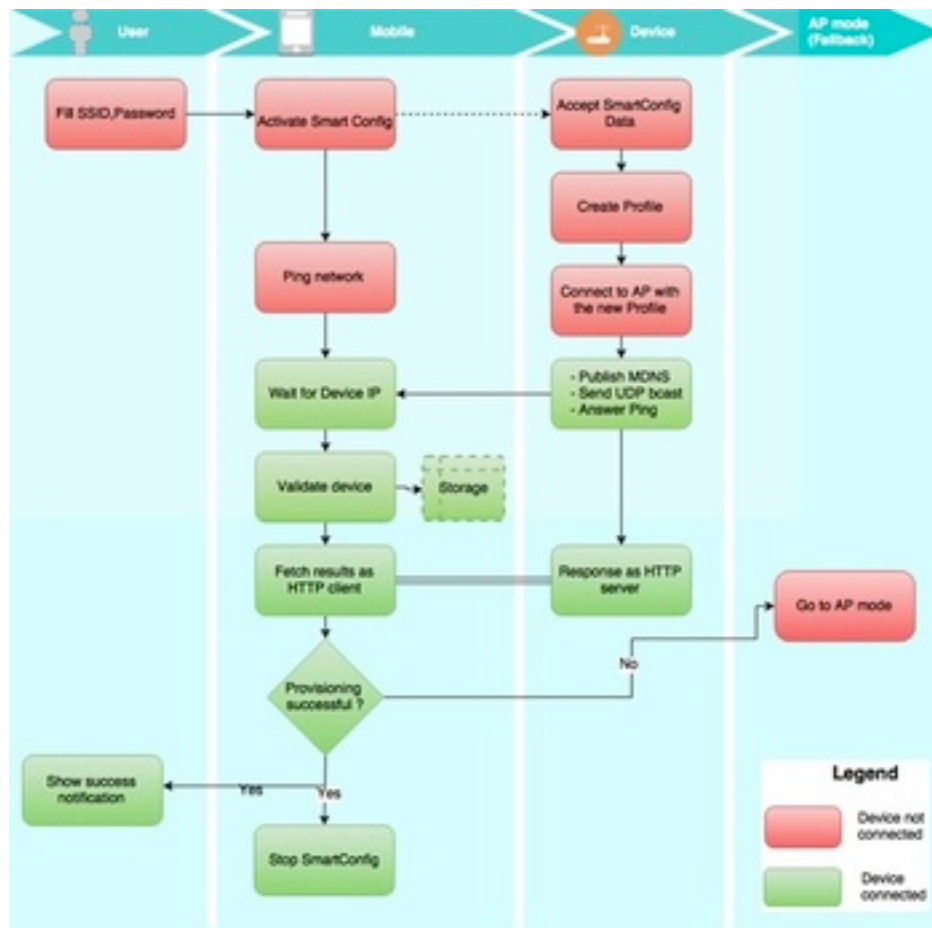 User
Mobile
Device
AP mode
(Fallback)
Fill SSID,Password
Activate Smart Config
Accept SmartConfig
Data
Create Profile
Ping network
Connect to AP with
the new Profile
Wait for Device IP
- Publish MDNS
- Send UDP bcast
- Answer Ping
Validate device
Storage
Fetch results as
HTTP client
Response as HTTP
server
Go to AP mode
No
Provisioning
successful ?
Show success
notification
Yes
Yes
Stop SmartConfig
Legend
Device not
connected
Device
connected